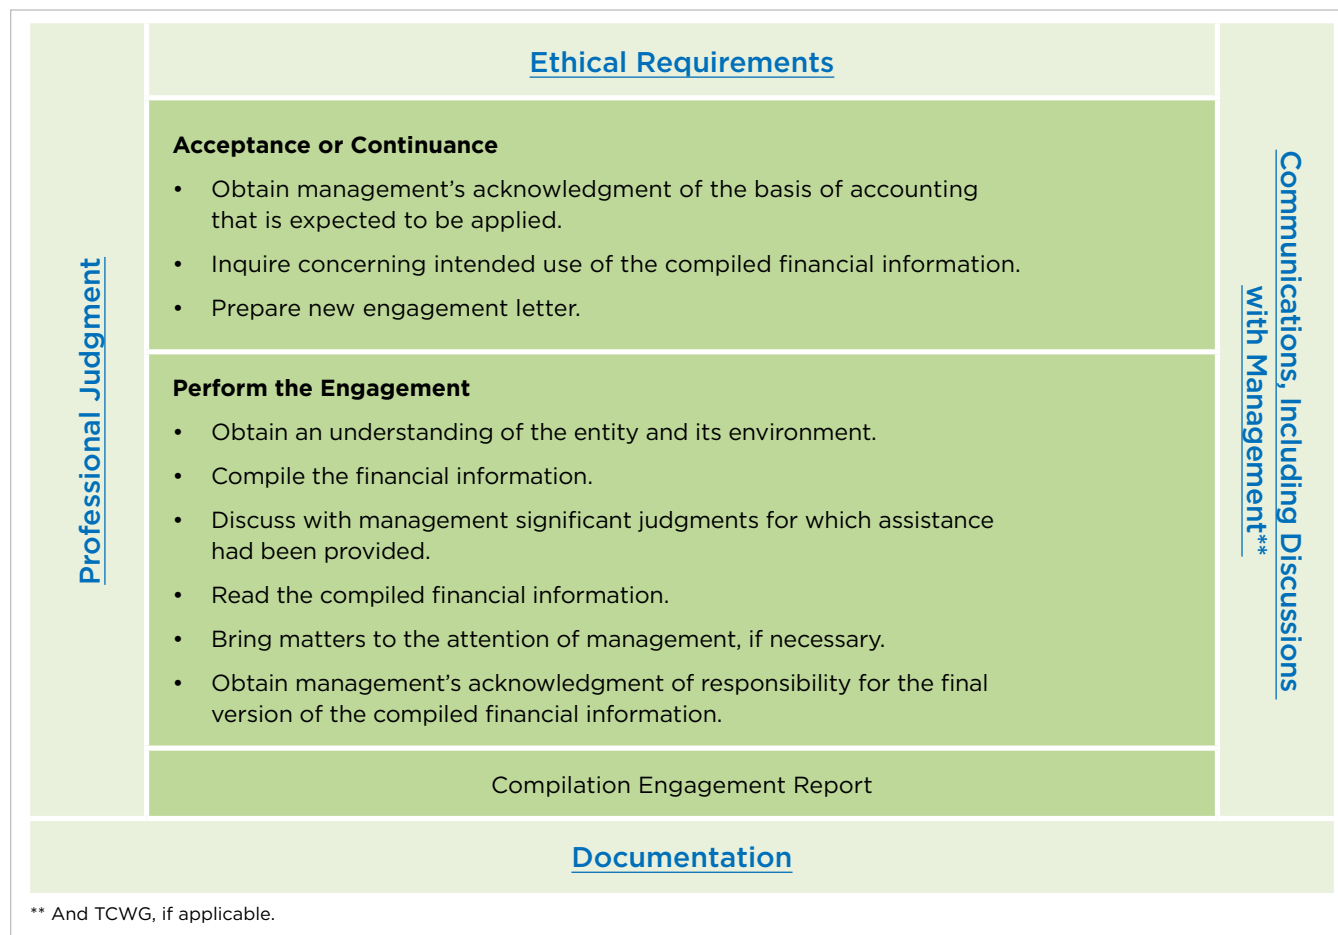 Ethical Requirements
Professional Judgment
Acceptance or Continuance
• Obtain management’s acknowledgment of the basis of accounting
that is expected to be applied.
• Inquire concerning intended use of the compiled financial information.
• Prepare new engagement letter.
Perform the Engagement
• Obtain an understanding of the entity and its environment.
• Compile the financial information.
• Discuss with management significant judgments for which assistance
had been provided.
• Read the compiled financial information.
• Bring matters to the attention of management, if necessary.
• Obtain management’s acknowledgment of responsibility for the final
version of the compiled financial information.
Compilation Engagement Report
Communications, Including Discussions
with Management**
Documentation
** And TCWG, if applicable.